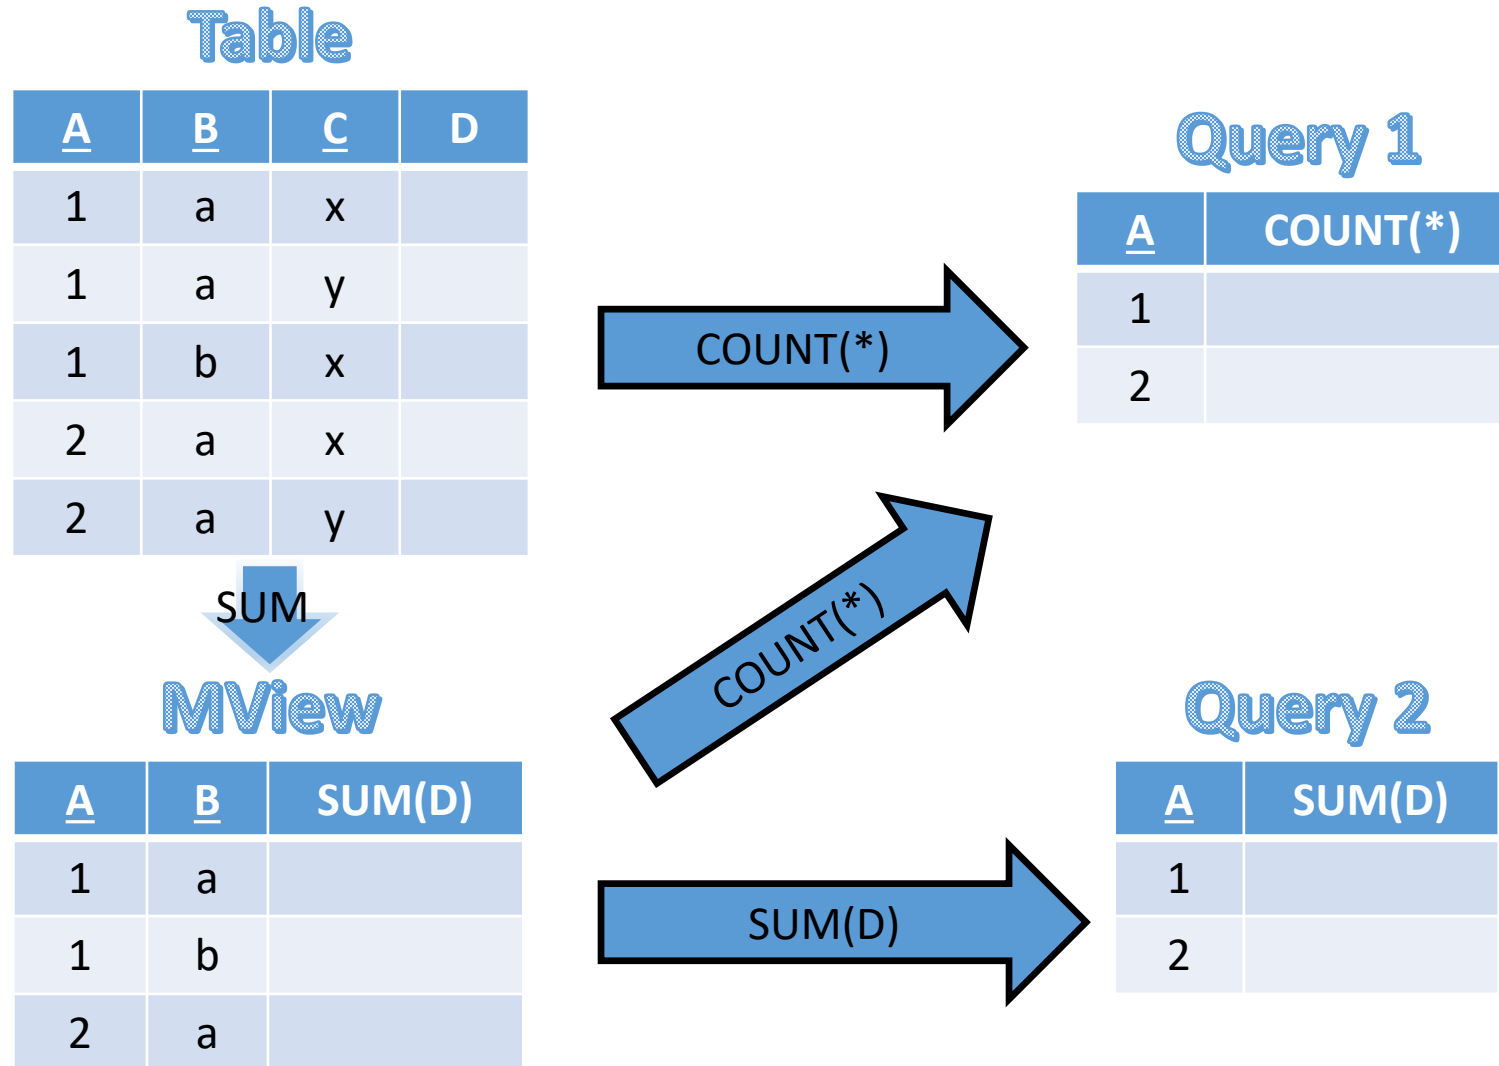 Table
A B C D
1 a x
1 a y
1 b x
2 a x
2 a y
SUM
MView
A B SUM(D)
1 a
1 b
2 a
COUNT(*)
COUNT(*)
SUM(D)
Query 1
A COUNT(*)
1
2
Query 2
A SUM(D)
1
2